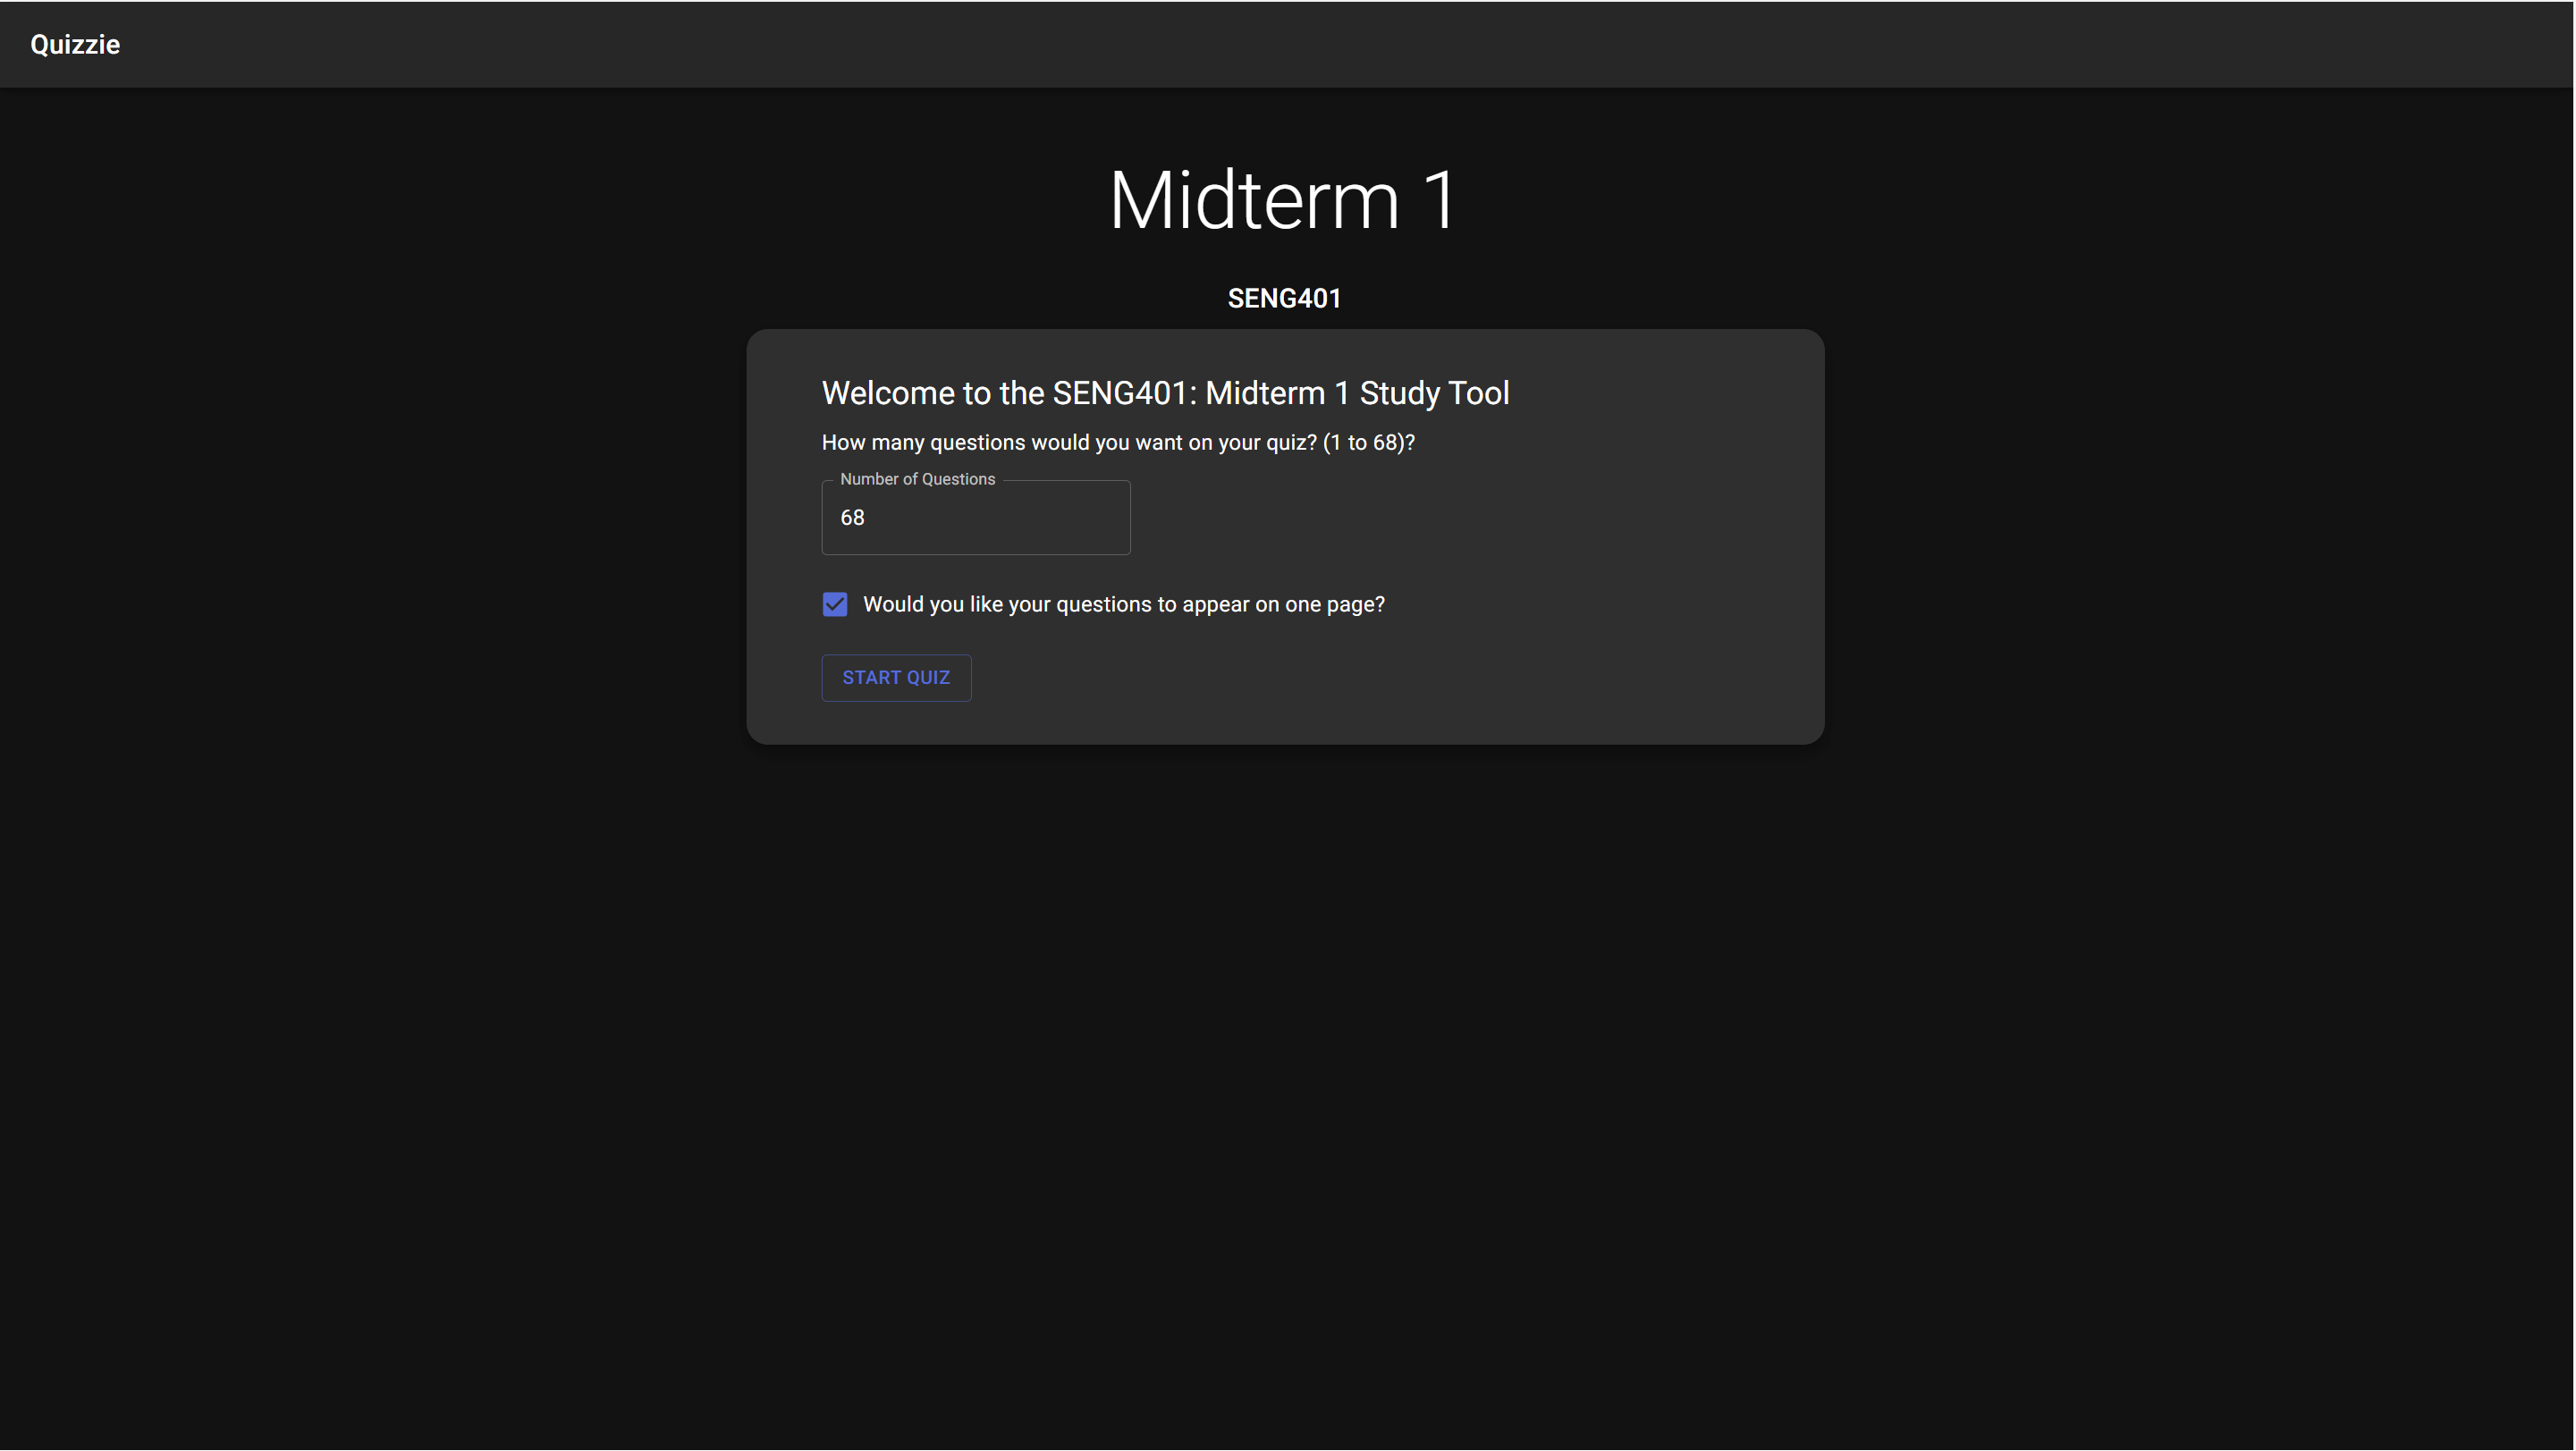 Quizzie
Midterm 1
SENG401
Welcome to the SENG401: Midterm 1 Study Tool
How many questions would you want on your quiz? (1 to 68)?
Number of Questions
68
Would you like your questions to appear on one page?
START QUIZ